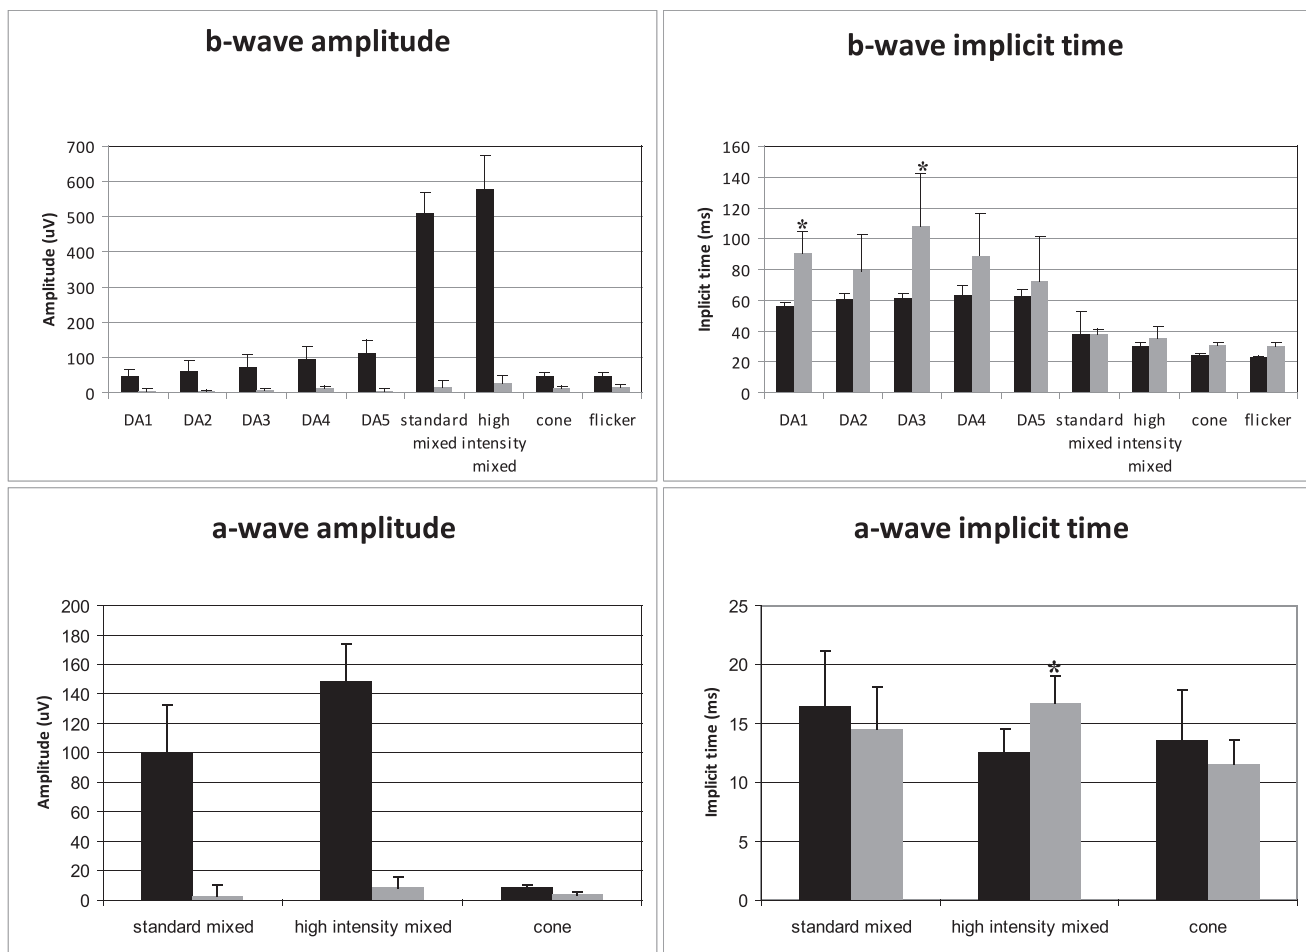 b-wave amplitude
Amplitude (uV)
700
600
500
400
300
200
100
0
DA1 DA2 DA3 DA4 DA5 standard high cone flicker
mixed intensity
mixed
b-wave implicit time
Inplicit time (ms)
160
140
120
100
80
60
40
20
0
*
*
DA1 DA2 DA3 DA4 DA5 standard high cone flicker
mixed intensity
mixed
a-wave amplitude
Amplitude (uV)
200
180
160
140
120
100
80
60
40
20
0
standard mixed high intensity mixed cone
a-wave implicit time
Implicit time (ms)
25
20
15
10
5
0
*
standard mixed high intensity mixed cone